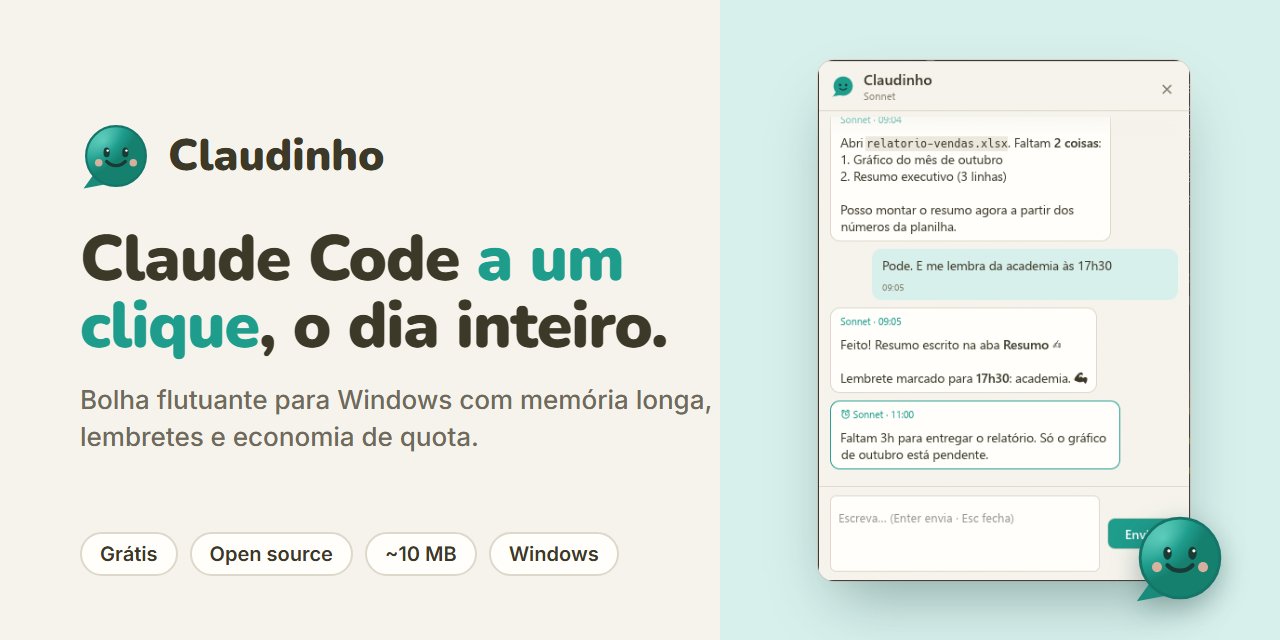 Claudinho
Claude Code a um
clique, o dia inteiro.
Bolha flutuante para Windows com memória longa,
lembretes e economia de quota.
Grátis
Open source
~10 MB
Windows
Claudinho
Sonnet
Sonnet · 09:04
Abri relatorio-vendas.xlsx. Faltam 2 coisas:
1. Gráfico do mês de outubro
2. Resumo executivo (3 linhas)
Posso montar o resumo agora a partir dos
números da planilha.
Pode. E me lembra da academia às 17h30
09:05
Sonnet · 09:05
Feito! Resumo escrito na aba Resumo ✍
Lembrete marcado para 17h30: academia. 💪
⏰ Sonnet · 11:00
Faltam 3h para entregar o relatório. Só o gráfico
de outubro está pendente.
Escreva... (Enter envia · Esc fecha)